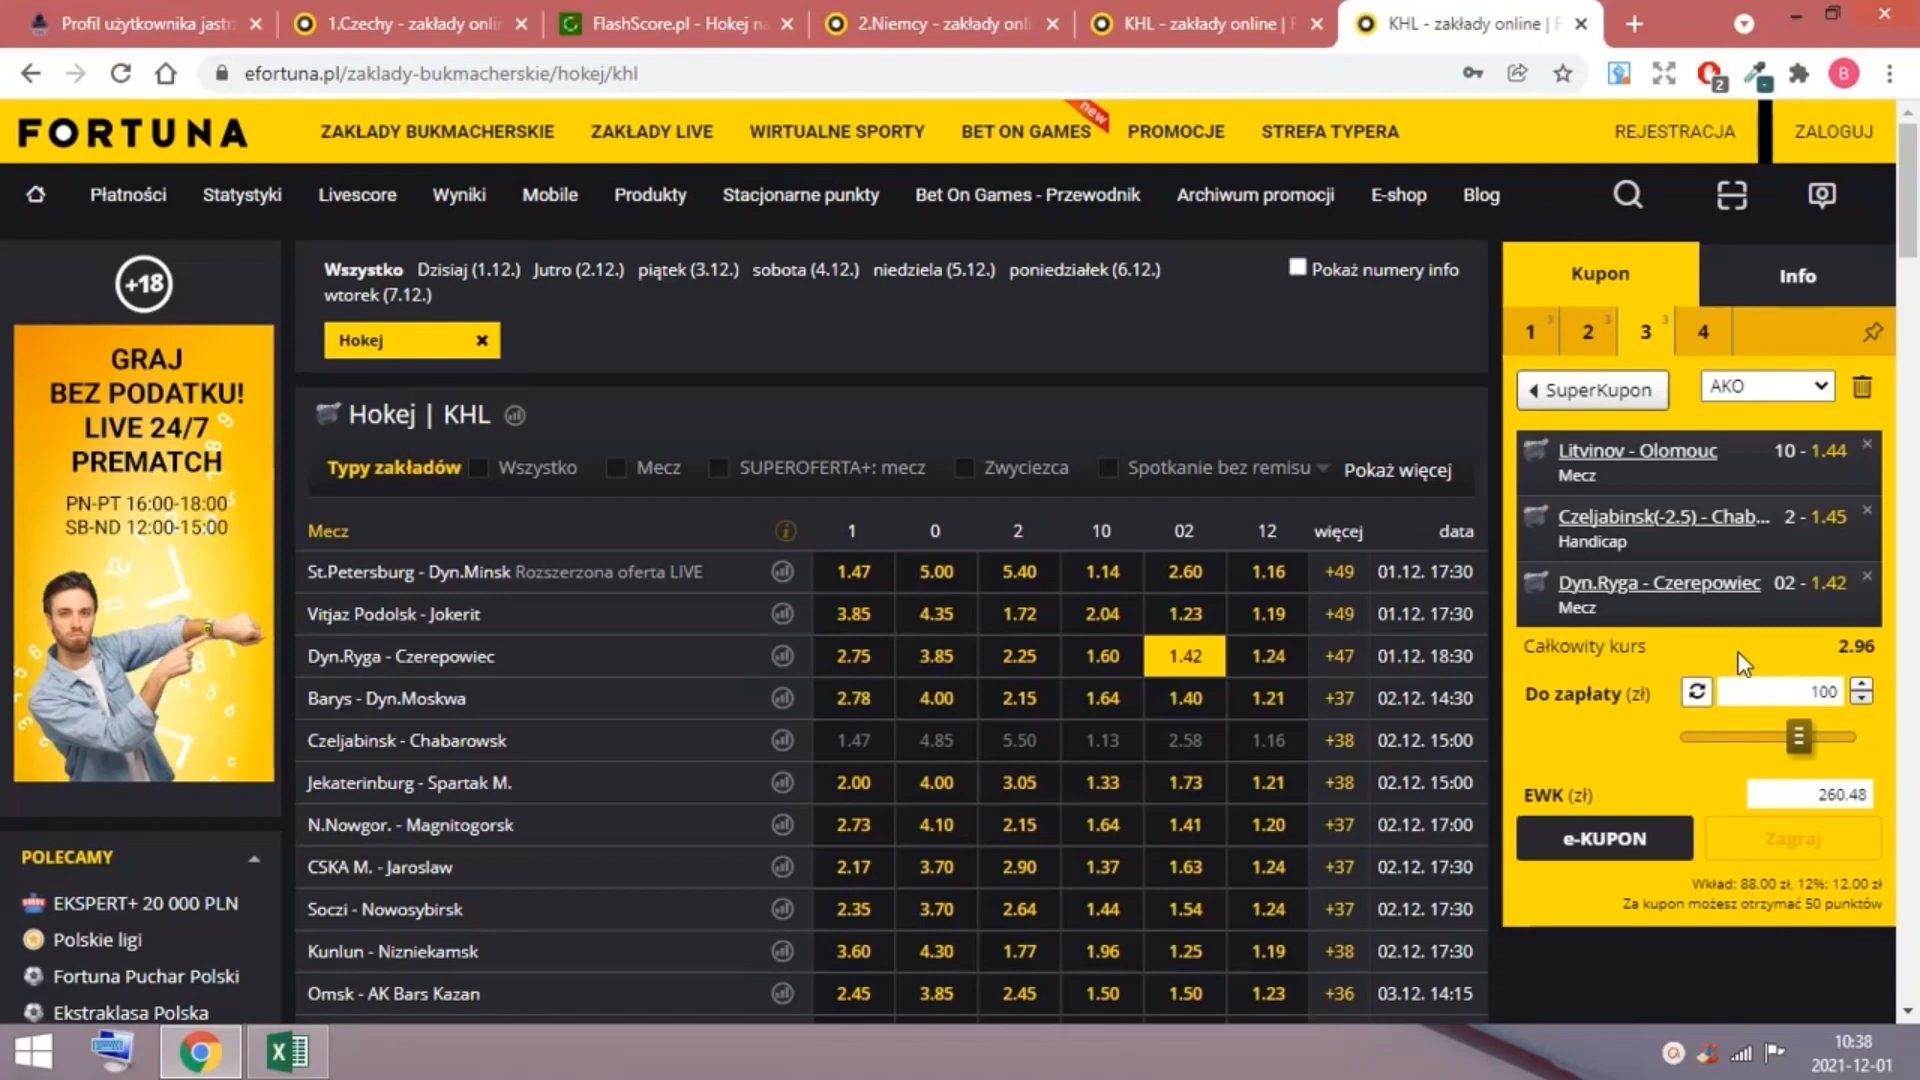 Profil użytkownika jastr
1.Czechy - zakłady onlin
FlashScore.pl - Hokej na
2.Niemcy - zakłady onli
KHL - zakłady online | F
KHL - zakłady online | F
efortuna.pl/zaklady-bukmacherskie/hokej/khl
2
B
FORTUNA
ZAKŁADY BUKMACHERSKIE
ZAKŁADY LIVE
WIRTUALNE SPORTY
BET ON GAMES
new
PROMOCJE
STREFA TYPERA
REJESTRACJA
ZALOGUJ
Płatności
Statystyki
Livescore
Wyniki
Mobile
Produkty
Stacjonarne punkty
Bet On Games - Przewodnik
Archiwum promocji
E-shop
Blog
+18
GRAJ
BEZ PODATKU!
LIVE 24/7
PREMATCH
PN-PT 16:00-18:00
SB-ND 12:00-15:00
POLECAMY
EKSPERT+ 20 000 PLN
Polskie ligi
Fortuna Puchar Polski
Ekstraklasa Polska
Wszystko Dzisiaj (1.12.) Jutro (2.12.) piątek (3.12.) sobota (4.12.) niedziela (5.12.) poniedziałek (6.12.)
wtorek (7.12.)
Pokaż numery info
Hokej ×
Hokej | KHL
Typy zakładów Wszystko Mecz SUPEROFERTA+: mecz Zwyciezca Spotkanie bez remisu Pokaż więcej
Mecz 1 0 2 10 02 12 więcej data
St.Petersburg - Dyn.Minsk Rozszerzona oferta LIVE 1.47 5.00 5.40 1.14 2.60 1.16 +49 01.12. 17:30
Vitjaz Podolsk - Jokerit 3.85 4.35 1.72 2.04 1.23 1.19 +49 01.12. 17:30
Dyn.Ryga - Czerepowiec 2.75 3.85 2.25 1.60 1.42 1.24 +47 01.12. 18:30
Barys - Dyn.Moskwa 2.78 4.00 2.15 1.64 1.40 1.21 +37 02.12. 14:30
Czeljabinsk - Chabarowsk 1.47 4.85 5.50 1.13 2.58 1.16 +38 02.12. 15:00
Jekaterinburg - Spartak M. 2.00 4.00 3.05 1.33 1.73 1.21 +38 02.12. 15:00
N.Nowgor. - Magnitogorsk 2.73 4.10 2.15 1.64 1.41 1.20 +37 02.12. 17:00
CSKA M. - Jaroslaw 2.17 3.70 2.90 1.37 1.63 1.24 +37 02.12. 17:30
Soczi - Nowosybirsk 2.35 3.70 2.64 1.44 1.54 1.24 +37 02.12. 17:30
Kunlun - Nizniekamsk 3.60 4.30 1.77 1.96 1.25 1.19 +38 02.12. 17:30
Omsk - AK Bars Kazan 2.45 3.85 2.45 1.50 1.50 1.23 +36 03.12. 14:15
Kupon
Info
1 3 2 3 3 3 4
SuperKupon
AKO
Litvinov - Olomouc 10 - 1.44
Mecz
Czeljabinsk(-2.5) - Chab... 2 - 1.45
Handicap
Dyn.Ryga - Czerepowiec 02 - 1.42
Mecz
Całkowity kurs 2.96
Do zapłaty (zł) 100
EWK (zł) 260.48
e-KUPON
Zagraj
Wkład: 88.00 zł, 12%: 12.00 zł
Za kupon możesz otrzymać 50 punktów
10:38
2021-12-01